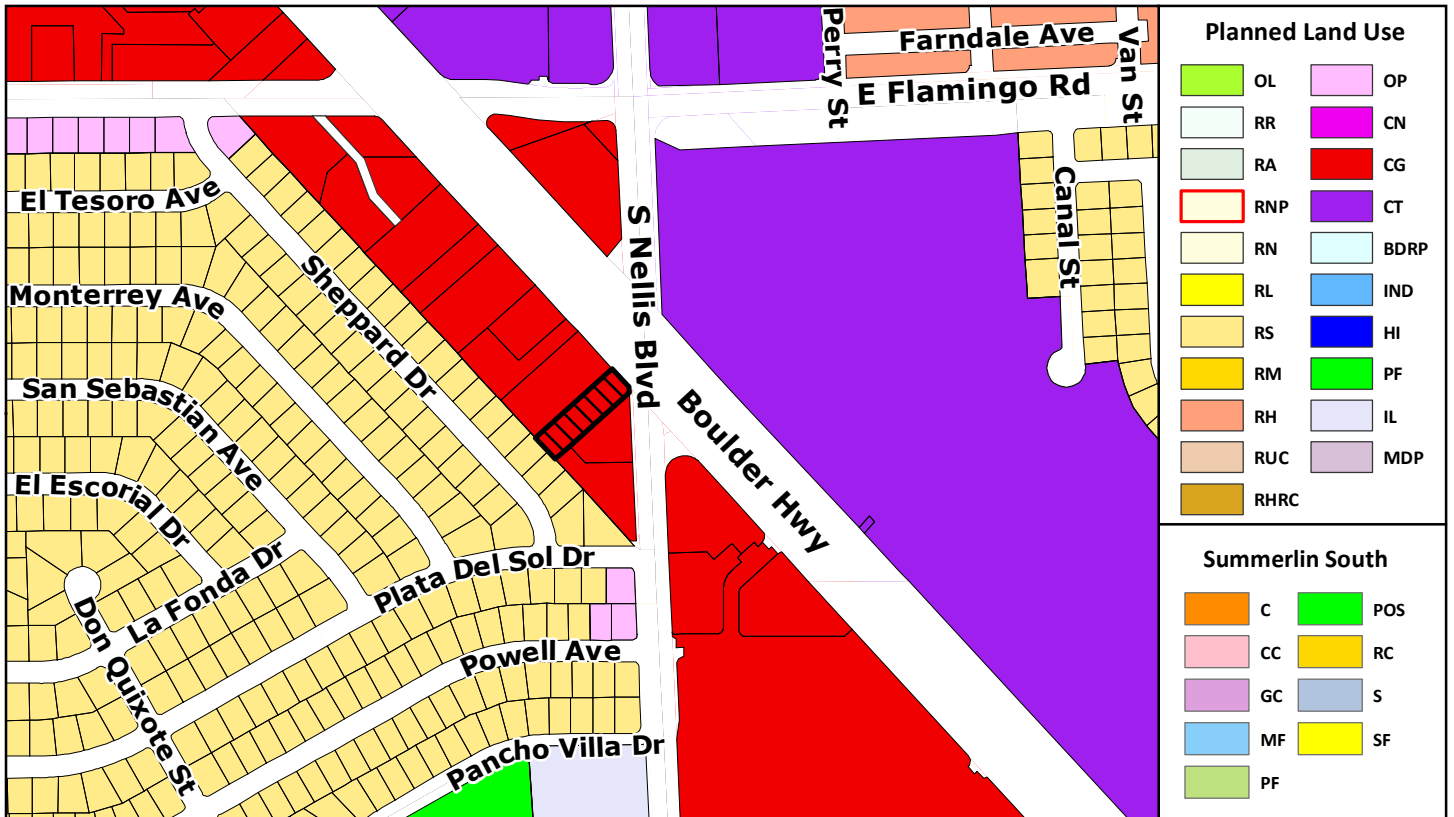 Perry St
Farndale Ave
Van St
E Flamingo Rd
El Tesoro Ave
Canal St
S Nellis Blvd
Sheppard Dr
Monterrey Ave
San Sebastian Ave
Boulder Hwy
El Escorial Dr
La Fonda Dr
Plata Del Sol Dr
Don Quixote St
Powell Ave
Pancho Villa Dr
Planned Land Use
OL OP
RR CN
RA CG
RNP CT
RN BDRP
RL IND
RS HI
RM PF
RH IL
RUC MDP
RHRC
Summerlin South
C POS
CC RC
GC S
MF SF
PF